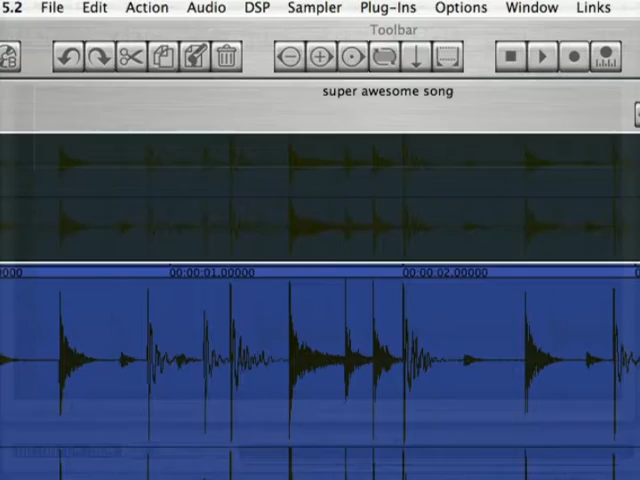 5.2 File Edit Action Audio DSP Sampler Plug-Ins Options Window Links
Toolbar
super awesome song
0000 00:00:01.00000 00:00:02.00000